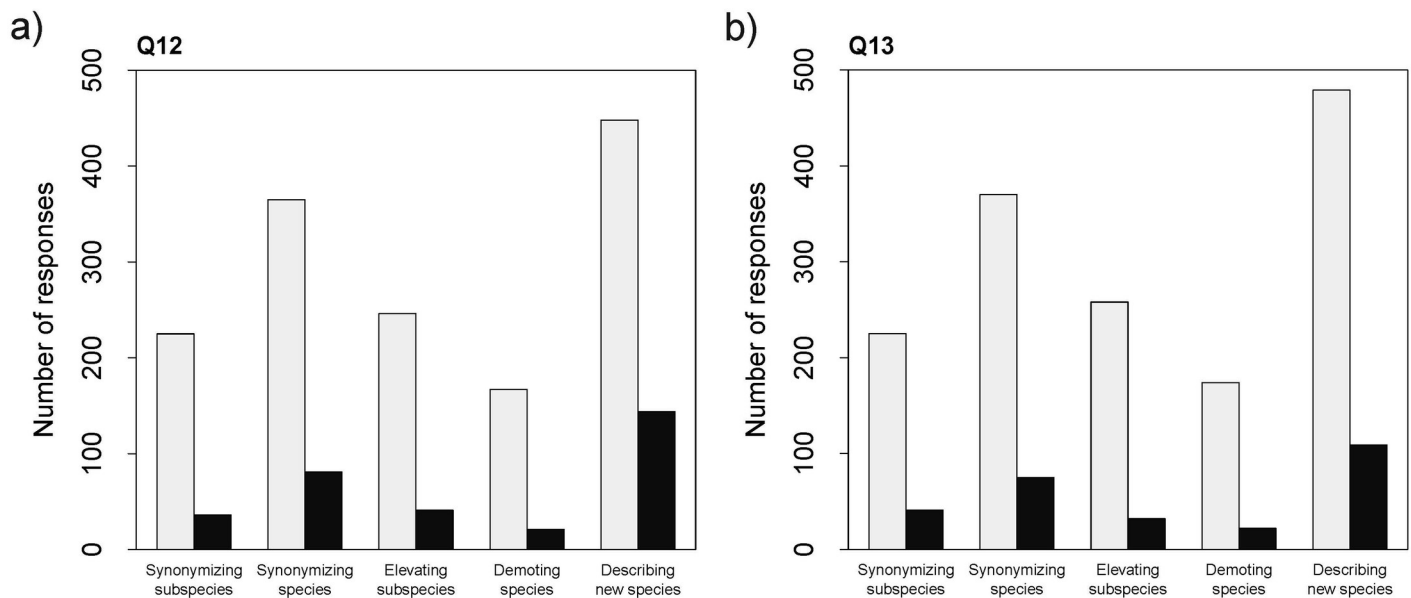 a)
Q12
Number of responses
500
400
300
200
100
0
Synonymizing
subspecies
Synonymizing
species
Elevating
subspecies
Demoting
species
Describing
new species
b)
Q13
Number of responses
500
400
300
200
100
0
Synonymizing
subspecies
Synonymizing
species
Elevating
subspecies
Demoting
species
Describing
new species